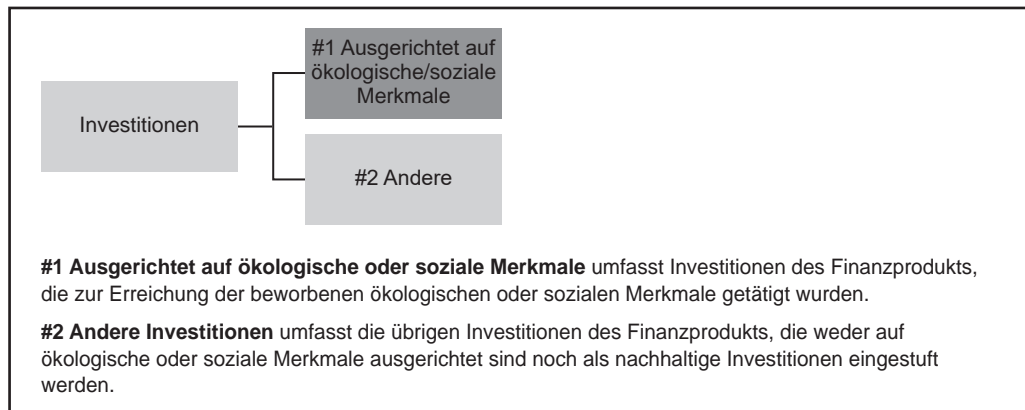 #1 Ausgerichtet auf
ökologische/soziale
Merkmale
Investitionen
#2 Andere
#1 Ausgerichtet auf ökologische oder soziale Merkmale umfasst Investitionen des Finanzprodukts,
die zur Erreichung der beworbenen ökologischen oder sozialen Merkmale getätigt wurden.
#2 Andere Investitionen umfasst die übrigen Investitionen des Finanzprodukts, die weder auf
ökologische oder soziale Merkmale ausgerichtet sind noch als nachhaltige Investitionen eingestuft
werden.